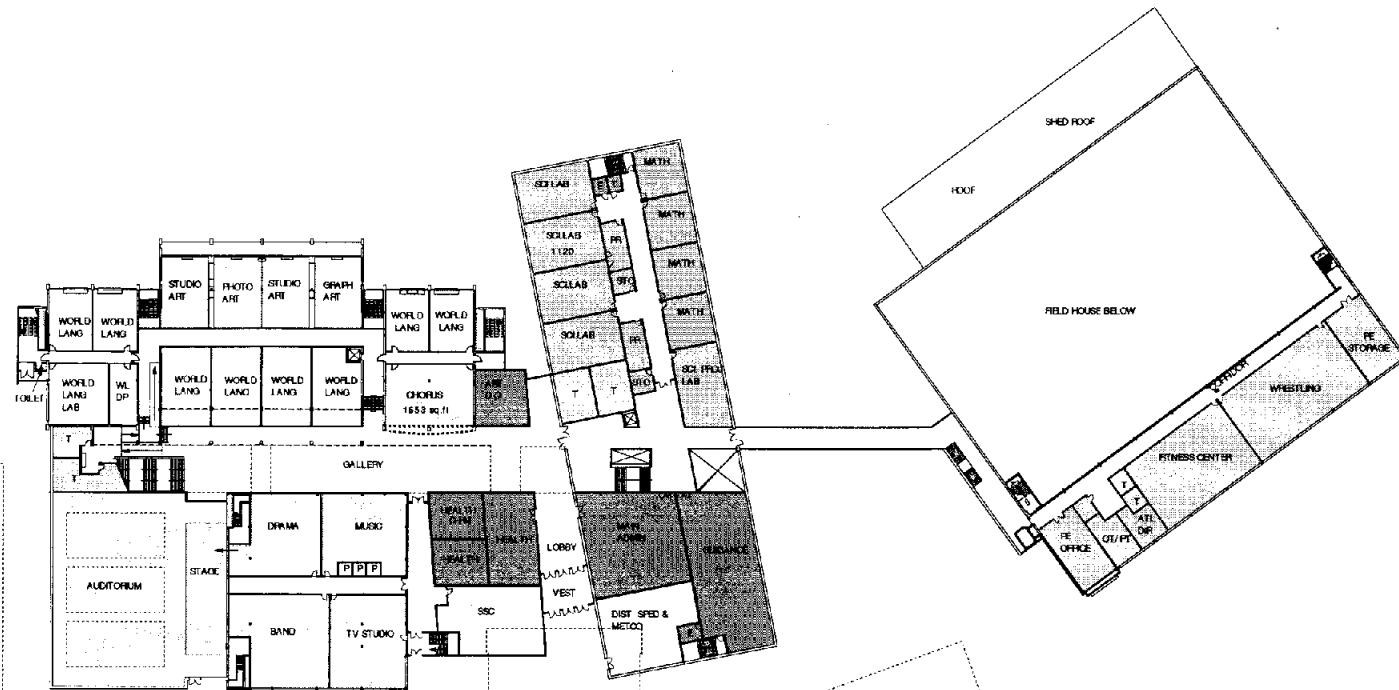 SHED ROOF
ROOF
FIELD HOUSE BELOW
CORRIDOR
PE
STORAGE
WRESTLING
FITNESS CENTER
T
T
ATL
DIR
OT/PT
PE
OFFICE
SCI LAB
MATH
SCI LAB
1120
PR
MATH
SCI LAB
STO
MATH
SCI LAB
PR
MATH
STO
SCI PROJ
LAB
T
T
STUDIO
ART
PHOTO
ART
STUDIO
ART
GRAPH
ART
WORLD
LANG
WORLD
LANG
WORLD
LANG
WORLD
LANG
WORLD
LANG
LAB
WL
DP
WORLD
LANG
WORLD
LANG
WORLD
LANG
WORLD
LANG
CHORUS
1553 sq.ft
TOILET
T
T
GALLERY
AUDITORIUM
STAGE
DRAMA
MUSIC
P P P
BAND
TV STUDIO
HEALTH
HEALTH
HEALTH
SSC
LOBBY
VEST
MAIN
ADMIN
GUIDANCE
DIST SPED &
METCO